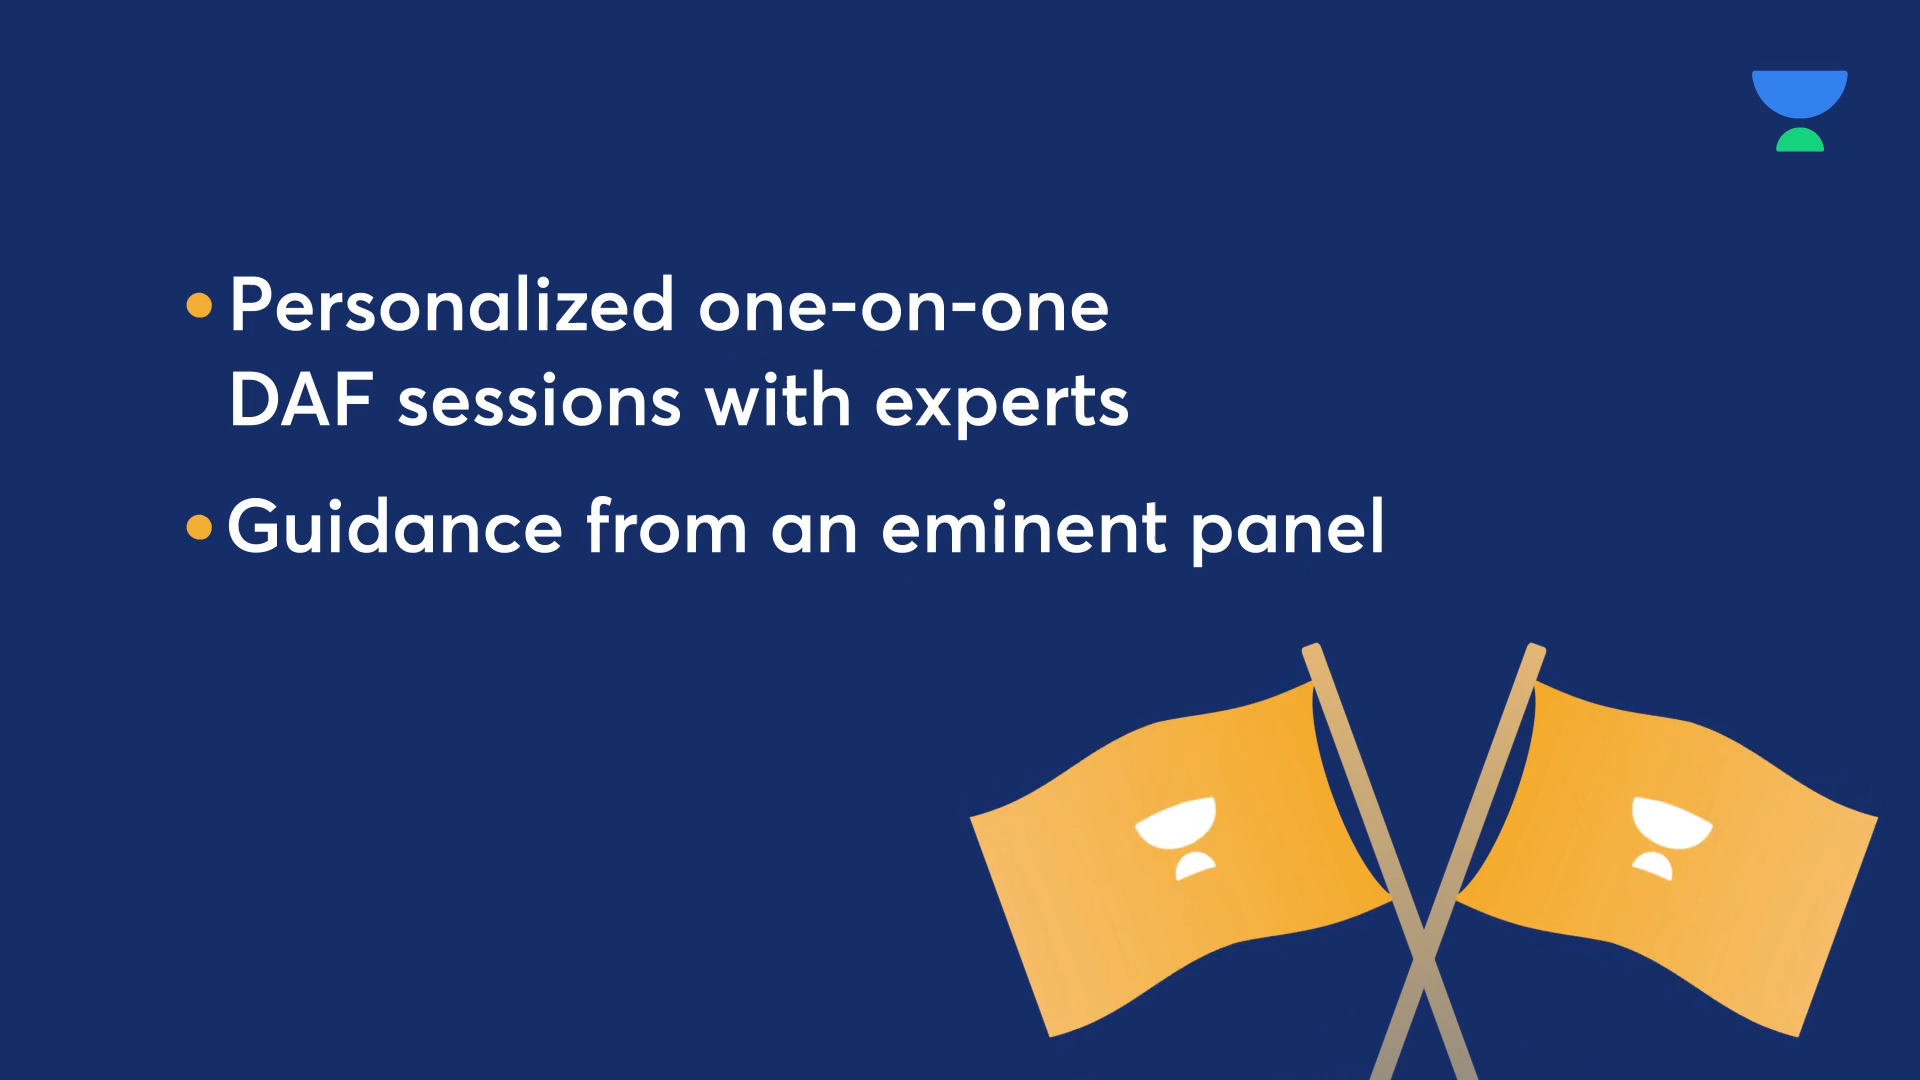 • Personalized one-on-one
DAF sessions with experts
• Guidance from an eminent panel